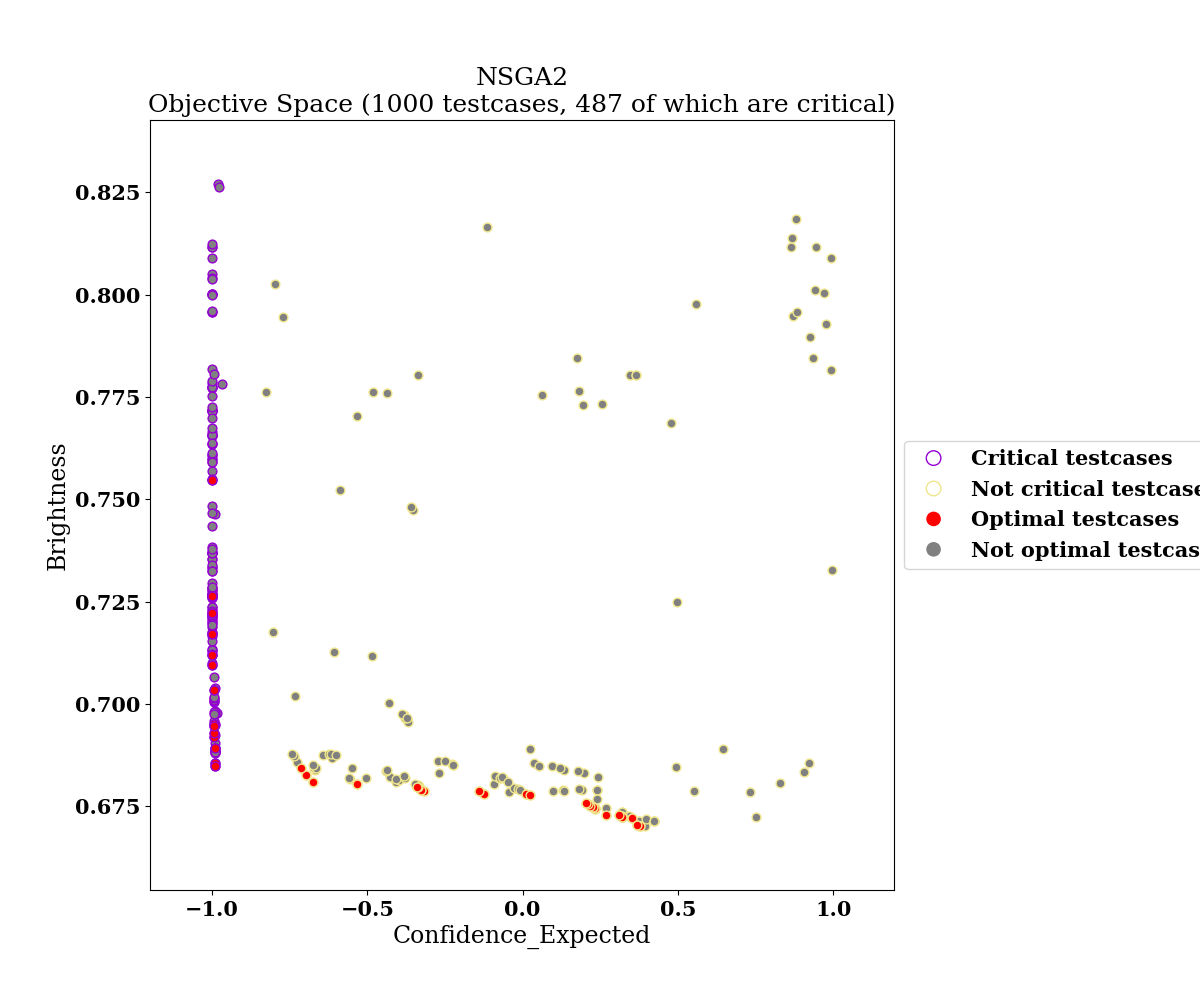 NSGA2
Objective Space (1000 testcases, 487 of which are critical)
0.825
0.800
0.775
0.750
0.725
0.700
0.675
Brightness
−1.0
−0.5
0.0
0.5
1.0
Confidence_Expected
Critical testcases
Not critical testcase
Optimal testcases
Not optimal testcas